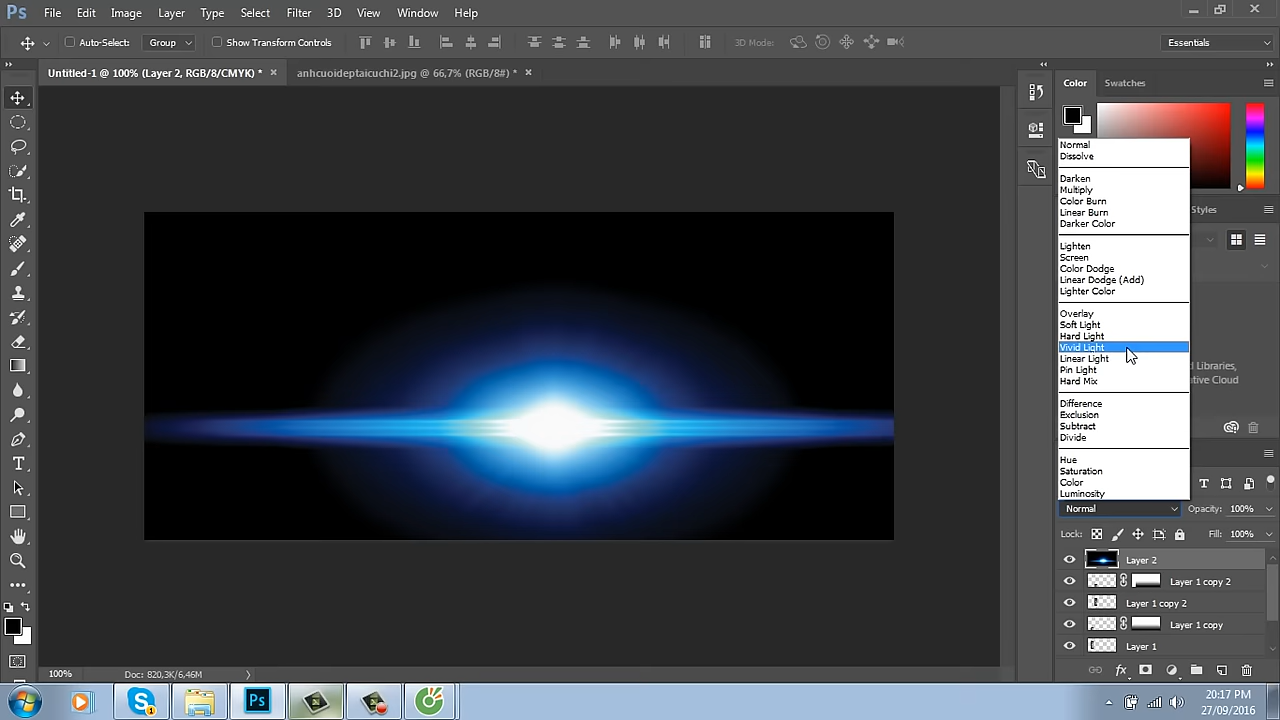 Ps File Edit Image Layer Type Select Filter 3D View Window Help
Auto-Select: Group Show Transform Controls 3D Mode: Essentials
Untitled-1 @ 100% (Layer 2, RGB/8/CMYK) * × anhcuoideptaicuchi2.jpg @ 66,7% (RGB/8#) * ×
Color Swatches
Normal
Dissolve
Darken
Multiply
Color Burn
Linear Burn
Darker Color
Styles
Lighten
Screen
Color Dodge
Linear Dodge (Add)
Lighter Color
Overlay
Soft Light
Hard Light
Vivid Light
Linear Light
d Libraries,
Pin Light
ative Cloud
Hard Mix
Difference
Exclusion
Subtract
Divide
Hue
Saturation
Color
Luminosity
Normal Opacity: 100%
Lock: Fill: 100%
Layer 2
Layer 1 copy 2
Layer 1 copy 2
Layer 1 copy
Layer 1
100% Doc: 820,3K/6,46M
Ps
20:17 PM
27/09/2016